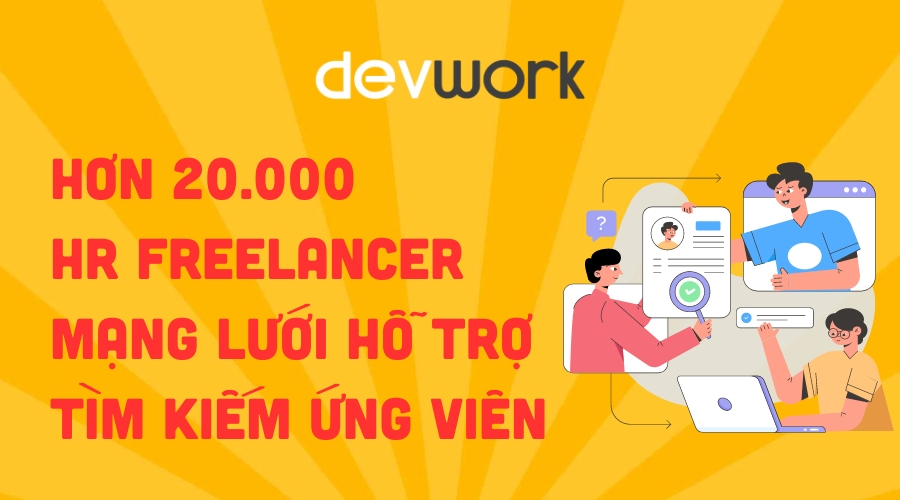 devwork
HƠN 20.000
HR FREELANCER
MẠNG LƯỚI HỖ TRỢ
TÌM KIẾM ỨNG VIÊN
?